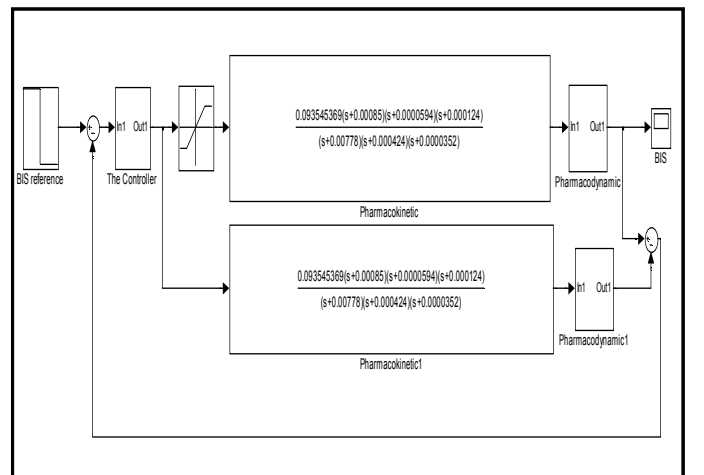 0.093545369(s+0.00085)(s+0.0000594)(s+0.000124)
(s+0.00778)(s+0.000424)(s+0.0000352)
In1 Out1
In1 Out1
BIS reference
The Controller
Pharmacodynamic
BIS
Pharmacokinetic
0.093545369(s+0.00085)(s+0.0000594)(s+0.000124)
(s+0.00778)(s+0.000424)(s+0.0000352)
In1 Out1
Pharmacodynamic1
Pharmacokinetic1